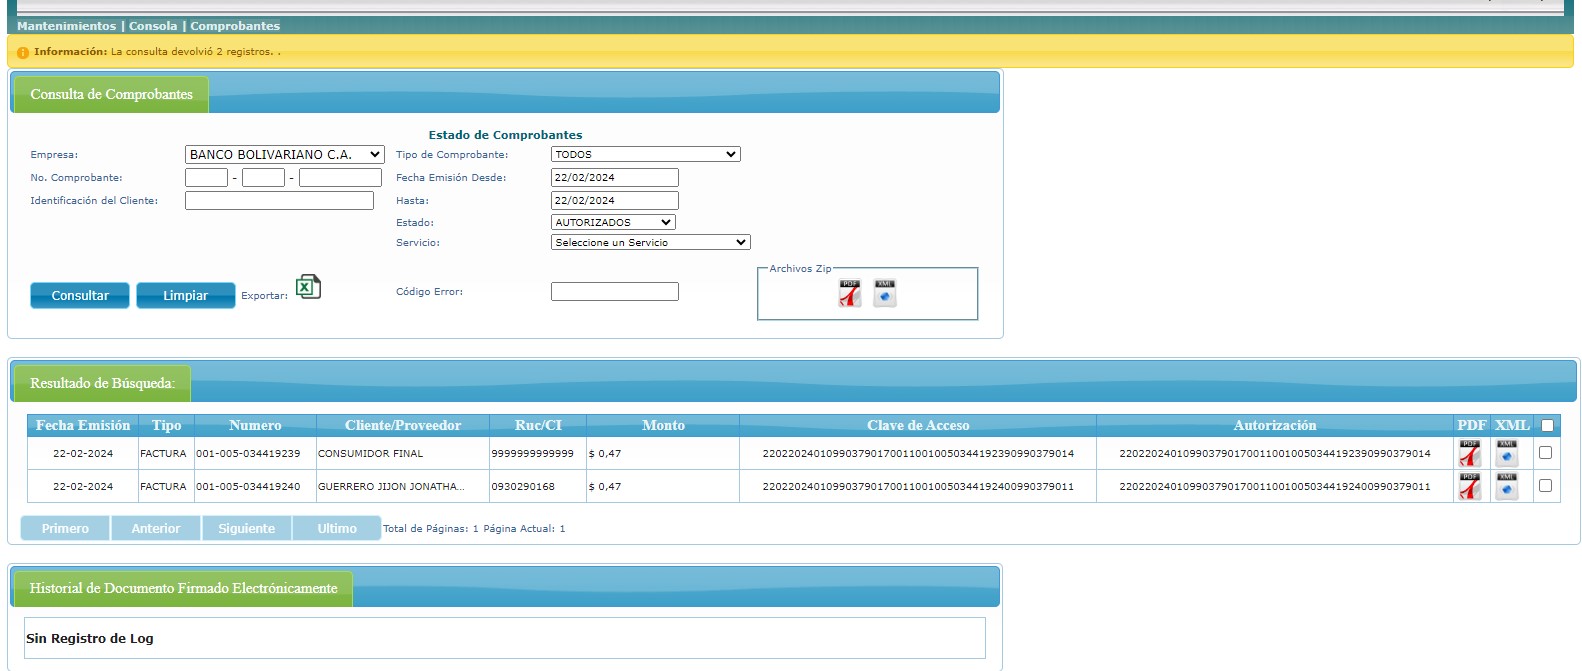 Mantenimientos | Consola | Comprobantes
Información: La consulta devolvió 2 registros. .
Consulta de Comprobantes
Estado de Comprobantes
Empresa: BANCO BOLIVARIANO C.A. Tipo de Comprobante: TODOS
No. Comprobante: - - Fecha Emisión Desde: 22/02/2024
Identificación del Cliente: Hasta: 22/02/2024
Estado: AUTORIZADOS
Servicio: Seleccione un Servicio
Archivos Zip
Consultar Limpiar Exportar: Código Error: PDF XML
Resultado de Búsqueda:
Fecha Emisión Tipo Numero Cliente/Proveedor Ruc/CI Monto Clave de Acceso Autorización PDF XML
22-02-2024 FACTURA 001-005-034419239 CONSUMIDOR FINAL 9999999999999 $ 0,47 2202202401099037901700110010050344192390990379014 2202202401099037901700110010050344192390990379014 PDF XML
22-02-2024 FACTURA 001-005-034419240 GUERRERO JIJON JONATHA... 0930290168 $ 0,47 2202202401099037901700110010050344192400990379011 2202202401099037901700110010050344192400990379011 PDF XML
Primero Anterior Siguiente Ultimo Total de Páginas: 1 Página Actual: 1
Historial de Documento Firmado Electrónicamente
Sin Registro de Log